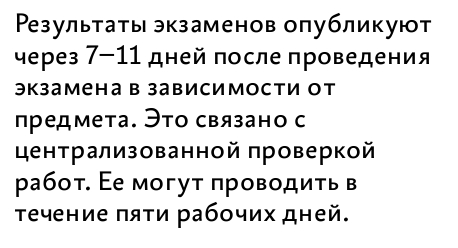 Результаты экзаменов опубликуют
через 7–11 дней после проведения
экзамена в зависимости от
предмета. Это связано с
централизованной проверкой
работ. Ее могут проводить в
течение пяти рабочих дней.